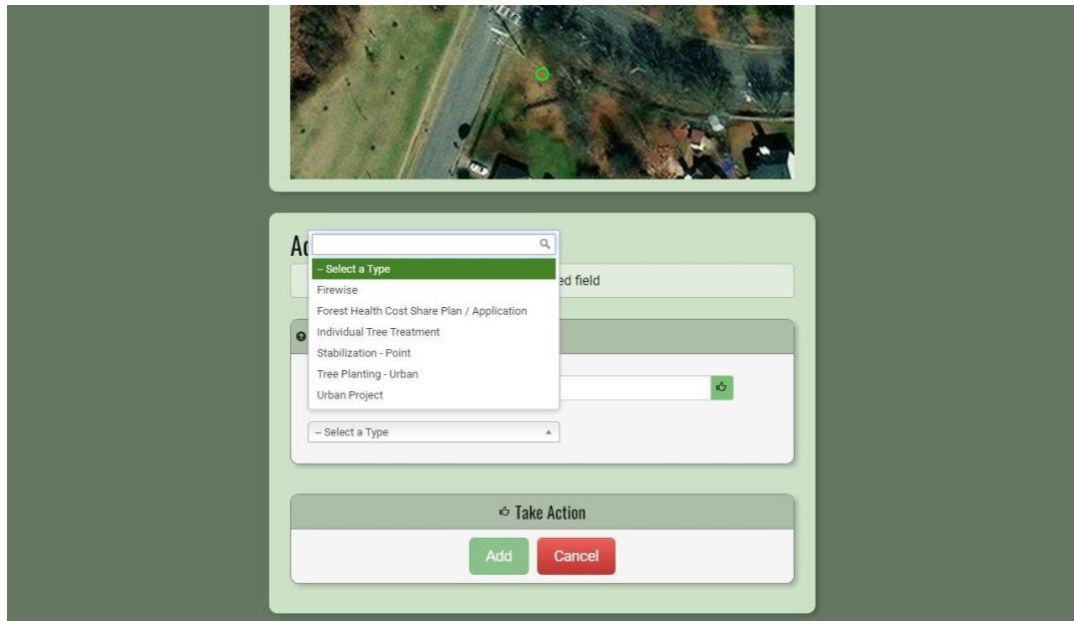 ed field
– Select a Type
Firewise
Forest Health Cost Share Plan / Application
Individual Tree Treatment
Stabilization - Point
Tree Planting - Urban
Urban Project
– Select a Type
Take Action
Add
Cancel